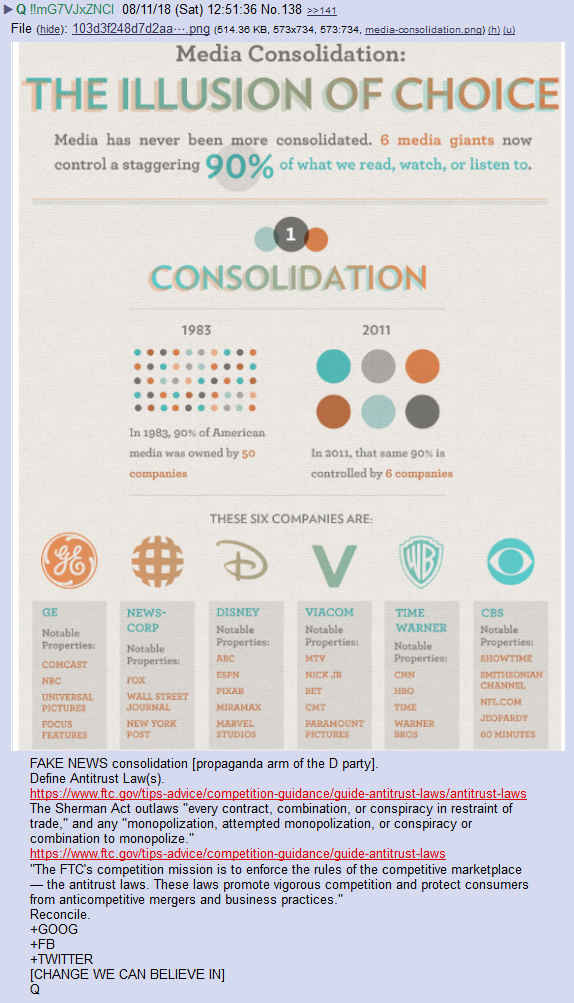 ▶ Q !!mG7VJxZNCI 08/11/18 (Sat) 12:51:36 No.138 >>141
File (hide): 103d3f248d7d2aa⋯.png (514.36 KB, 573x734, 573:734, media-consolidation.png) (h) (u)
Media Consolidation:
THE ILLUSION OF CHOICE
Media has never been more consolidated. 6 media giants now
control a staggering 90% of what we read, watch, or listen to.
1
CONSOLIDATION
1983
2011
In 1983, 90% of American
media was owned by 50
companies
In 2011, that same 90% is
controlled by 6 companies
THESE SIX COMPANIES ARE:
GE
D
V
WB
GE
Notable
Properties:
COMCAST
NBC
UNIVERSAL
PICTURES
FOCUS
FEATURES
NEWS-
CORP
Notable
Properties:
FOX
WALL STREET
JOURNAL
NEW YORK
POST
DISNEY
Notable
Properties:
ABC
ESPN
PIXAR
MIRAMAX
MARVEL
STUDIOS
VIACOM
Notable
Properties:
MTV
NICK JR
BET
CMT
PARAMOUNT
PICTURES
TIME
WARNER
Notable
Properties:
CNN
HBO
TIME
WARNER
BROS
CBS
Notable
Properties:
SHOWTIME
SMITHSONIAN
CHANNEL
NFL.COM
JEOPARDY
60 MINUTES
FAKE NEWS consolidation [propaganda arm of the D party].
Define Antitrust Law(s).
https://www.ftc.gov/tips-advice/competition-guidance/guide-antitrust-laws/antitrust-laws
The Sherman Act outlaws "every contract, combination, or conspiracy in restraint of
trade," and any "monopolization, attempted monopolization, or conspiracy or
combination to monopolize."
https://www.ftc.gov/tips-advice/competition-guidance/guide-antitrust-laws
"The FTC's competition mission is to enforce the rules of the competitive marketplace
— the antitrust laws. These laws promote vigorous competition and protect consumers
from anticompetitive mergers and business practices."
Reconcile.
+GOOG
+FB
+TWITTER
[CHANGE WE CAN BELIEVE IN]
Q